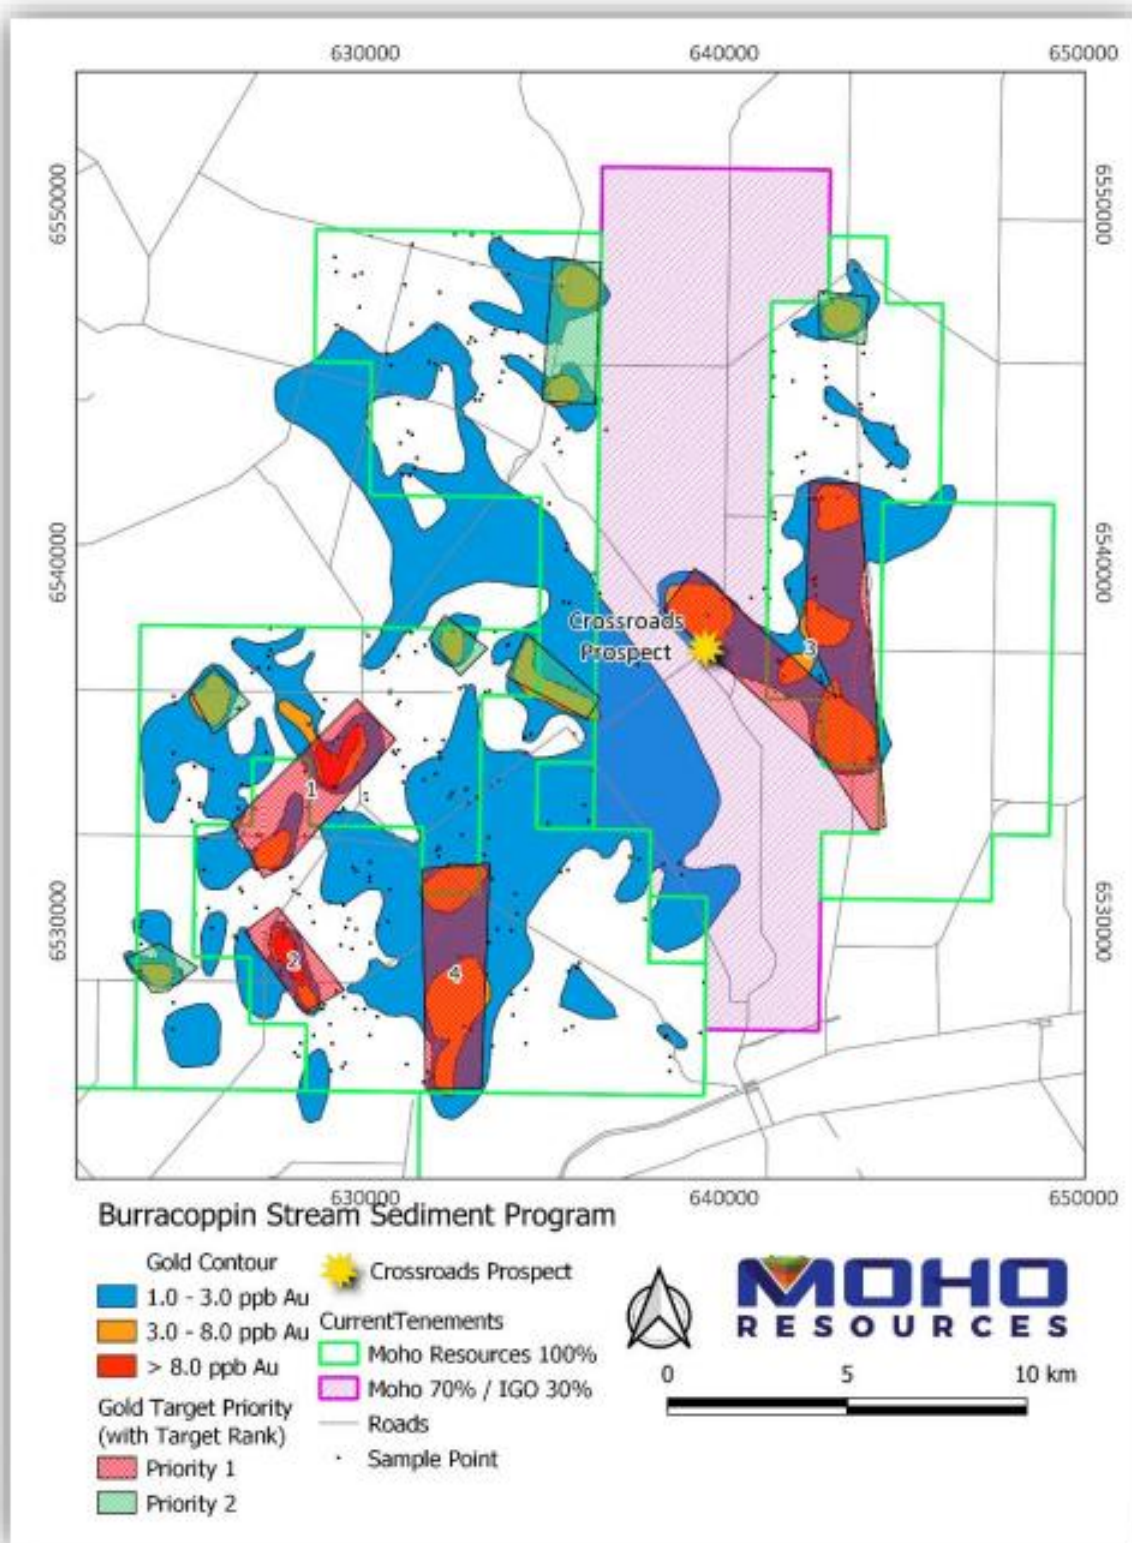 630000 640000 650000
6550000
6550000
6540000
6540000
Crossroads
Prospect
3
1
2
4
6530000
6530000
630000 640000 650000
Burracoppin Stream Sediment Program
Gold Contour
1.0 - 3.0 ppb Au
3.0 - 8.0 ppb Au
> 8.0 ppb Au
Gold Target Priority
(with Target Rank)
Priority 1
Priority 2
Crossroads Prospect
CurrentTenements
Moho Resources 100%
Moho 70% / IGO 30%
Roads
Sample Point
MOHO
RESOURCES
0 5 10 km